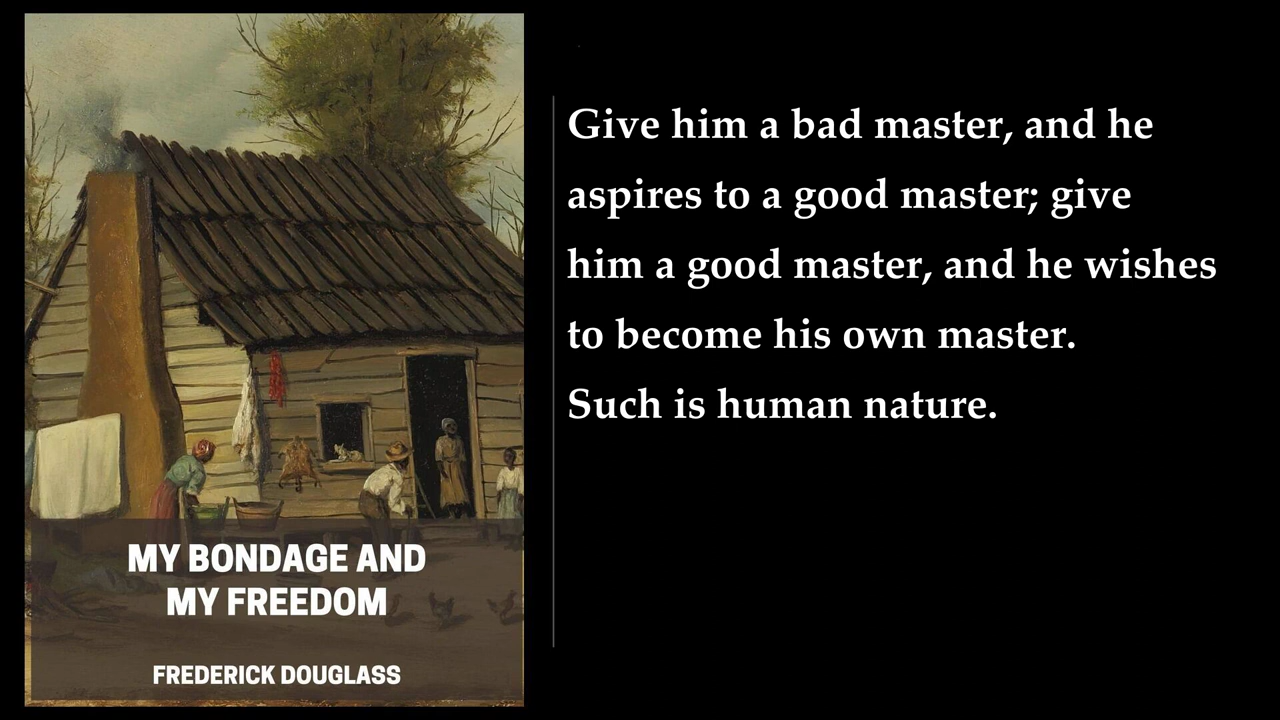 Give him a bad master, and he
aspires to a good master; give
him a good master, and he wishes
to become his own master.
Such is human nature.
MY BONDAGE AND
MY FREEDOM
FREDERICK DOUGLASS